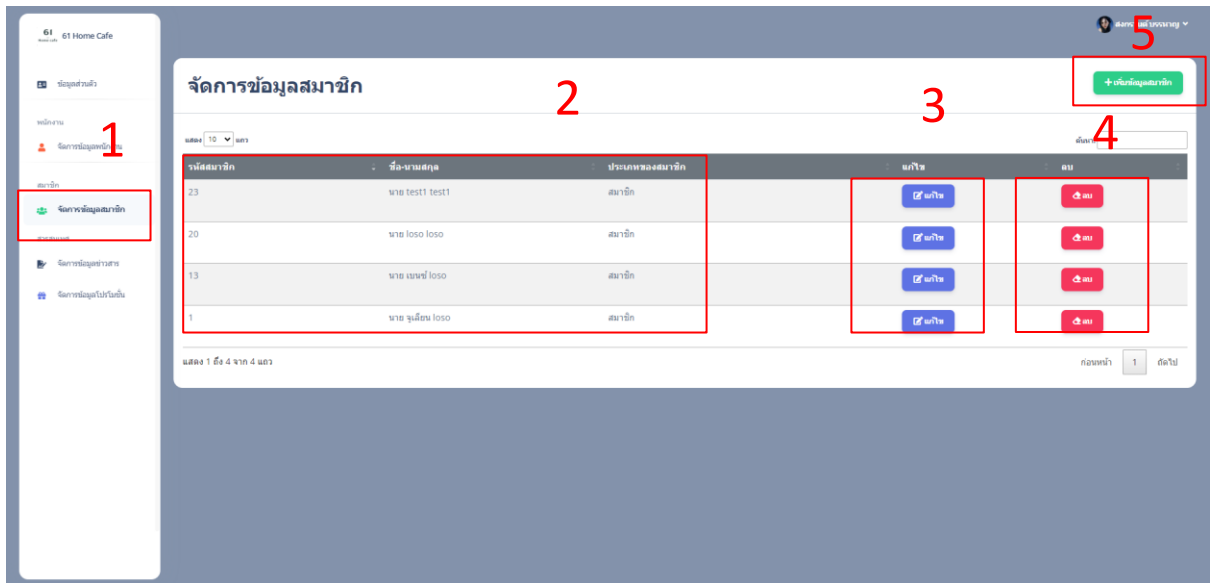 61
61 Home Cafe
5
ข้อมูลส่วนตัว
จัดการข้อมูลสมาชิก
2
3
+ เพิ่มข้อมูลสมาชิก
พนักงาน
1
จัดการข้อมูลพนักงาน
แสดง 10 แถว
4
ค้นหา
รหัสสมาชิก ชื่อ-นามสกุล ประเภทของสมาชิก แก้ไข ลบ
สมาชิก
23 นาย test1 test1 สมาชิก แก้ไข ลบ
จัดการข้อมูลสมาชิก
20 นาย loso loso สมาชิก แก้ไข ลบ
จัดการข้อมูลข่าวสาร
13 นาย เบนซ์ loso สมาชิก แก้ไข ลบ
จัดการข้อมูลโปรโมชั่น
1 นาย จูเลียน loso สมาชิก แก้ไข ลบ
แสดง 1 ถึง 4 จาก 4 แถว
ก่อนหน้า 1 ถัดไป